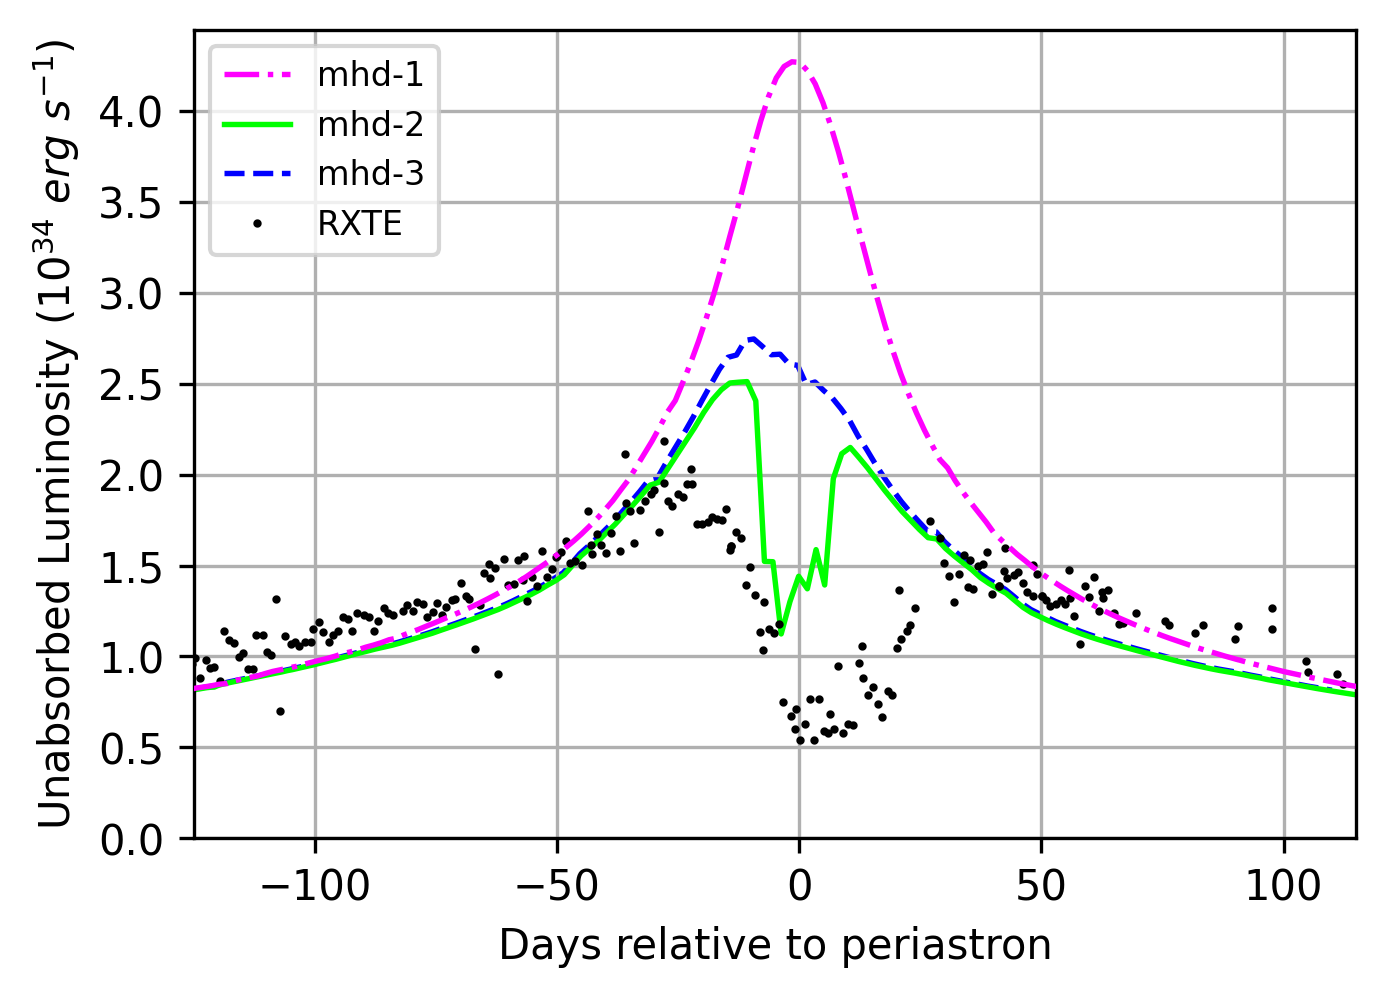 mhd-1
mhd-2
mhd-3
RXTE
Unabsorbed Luminosity (10³⁴ erg s⁻¹)
4.0
3.5
3.0
2.5
2.0
1.5
1.0
0.5
0.0
−100 −50 0 50 100
Days relative to periastron